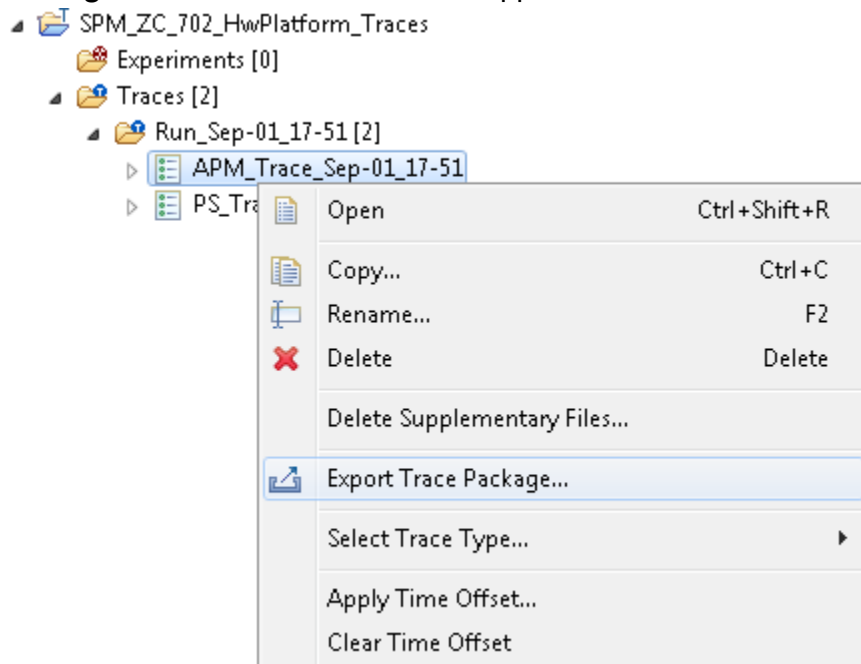 SPM_ZC_702_HwPlatform_Traces
Experiments [0]
Traces [2]
Run_Sep-01_17-51 [2]
APM_Trace_Sep-01_17-51
PS_Tra
Open Ctrl+Shift+R
Copy... Ctrl+C
Rename... F2
Delete Delete
Delete Supplementary Files...
Export Trace Package...
Select Trace Type...
Apply Time Offset...
Clear Time Offset